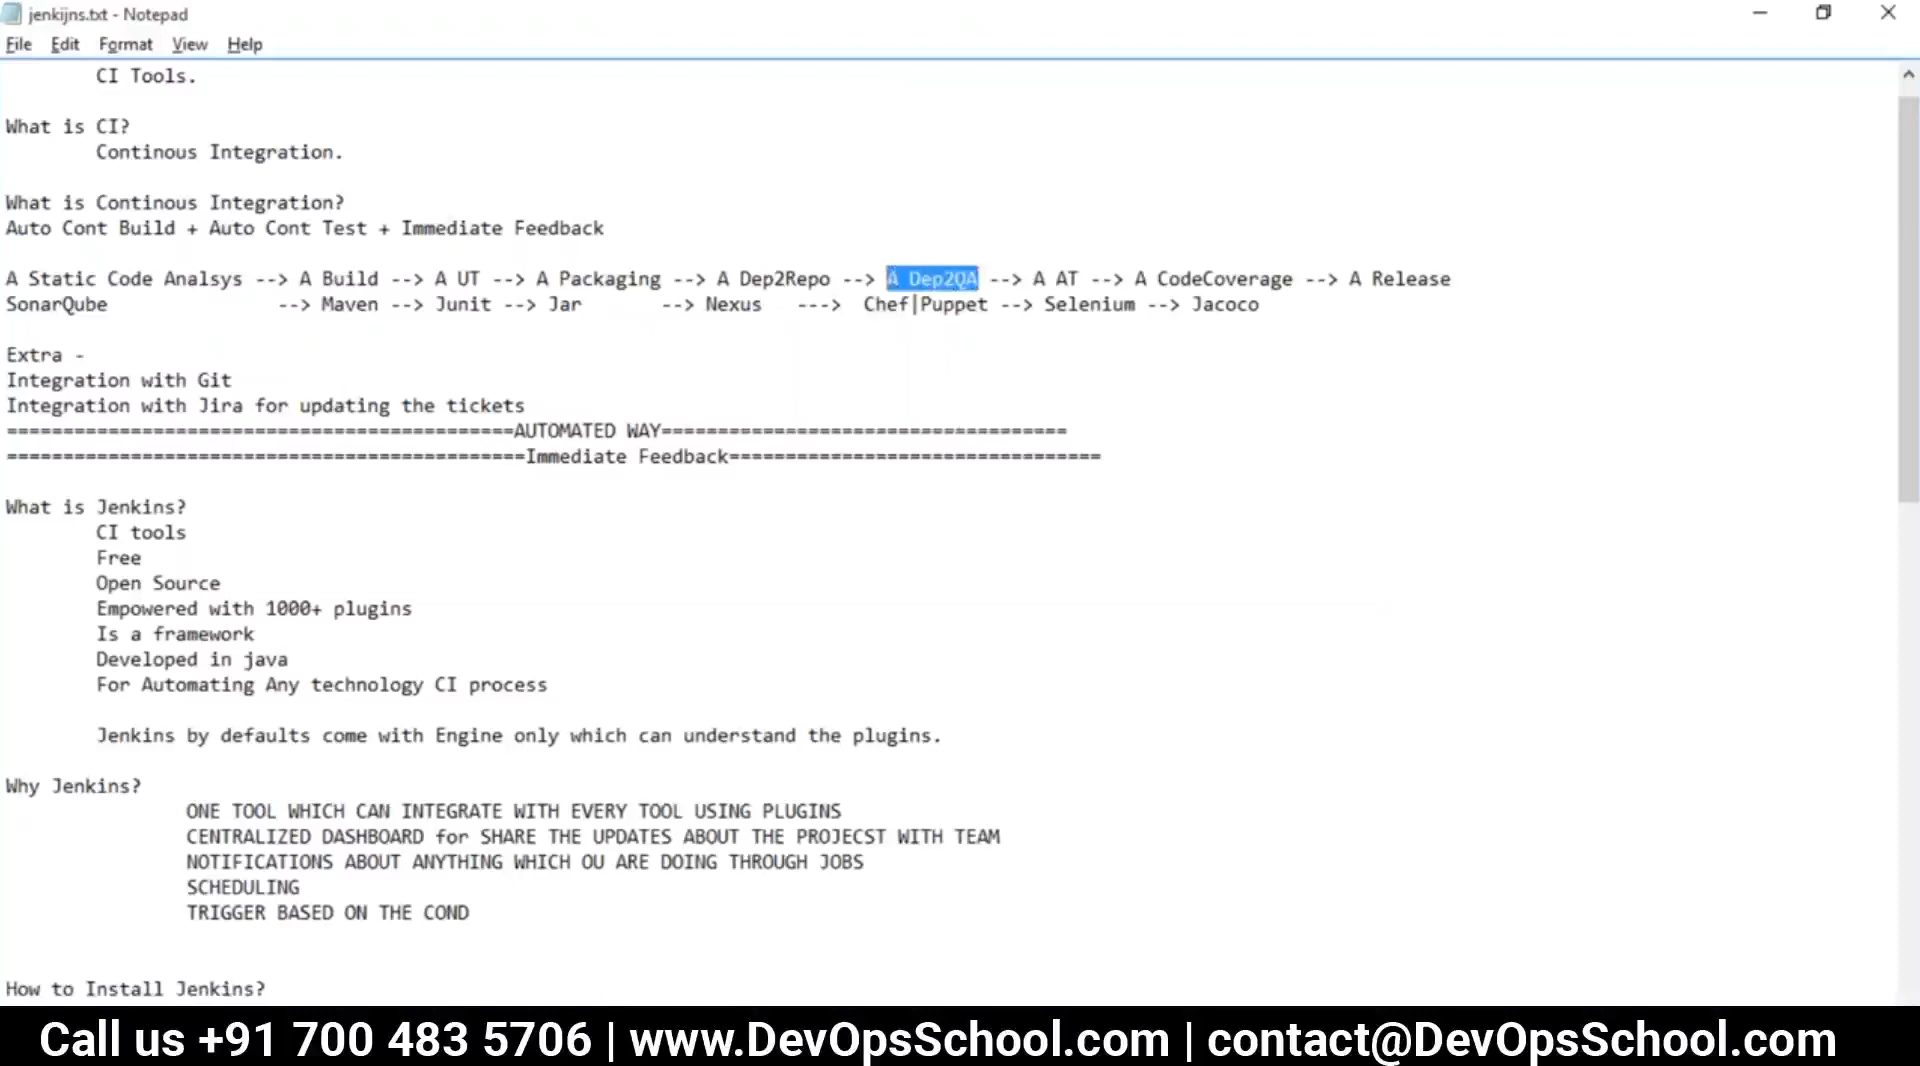 jenkijns.txt - Notepad
File Edit Format View Help
CI Tools.
What is CI?
Continous Integration.
What is Continous Integration?
Auto Cont Build + Auto Cont Test + Immediate Feedback
A Static Code Analsys --> A Build --> A UT --> A Packaging --> A Dep2Repo --> A Dep2QA --> A AT --> A CodeCoverage --> A Release
SonarQube --> Maven --> Junit --> Jar --> Nexus ---> Chef|Puppet --> Selenium --> Jacoco
Extra -
Integration with Git
Integration with Jira for updating the tickets
=============================================AUTOMATED WAY====================================
==============================================Immediate Feedback=================================
What is Jenkins?
CI tools
Free
Open Source
Empowered with 1000+ plugins
Is a framework
Developed in java
For Automating Any technology CI process
Jenkins by defaults come with Engine only which can understand the plugins.
Why Jenkins?
ONE TOOL WHICH CAN INTEGRATE WITH EVERY TOOL USING PLUGINS
CENTRALIZED DASHBOARD for SHARE THE UPDATES ABOUT THE PROJECST WITH TEAM
NOTIFICATIONS ABOUT ANYTHING WHICH OU ARE DOING THROUGH JOBS
SCHEDULING
TRIGGER BASED ON THE COND
How to Install Jenkins?
Call us +91 700 483 5706 | www.DevOpsSchool.com | contact@DevOpsSchool.com